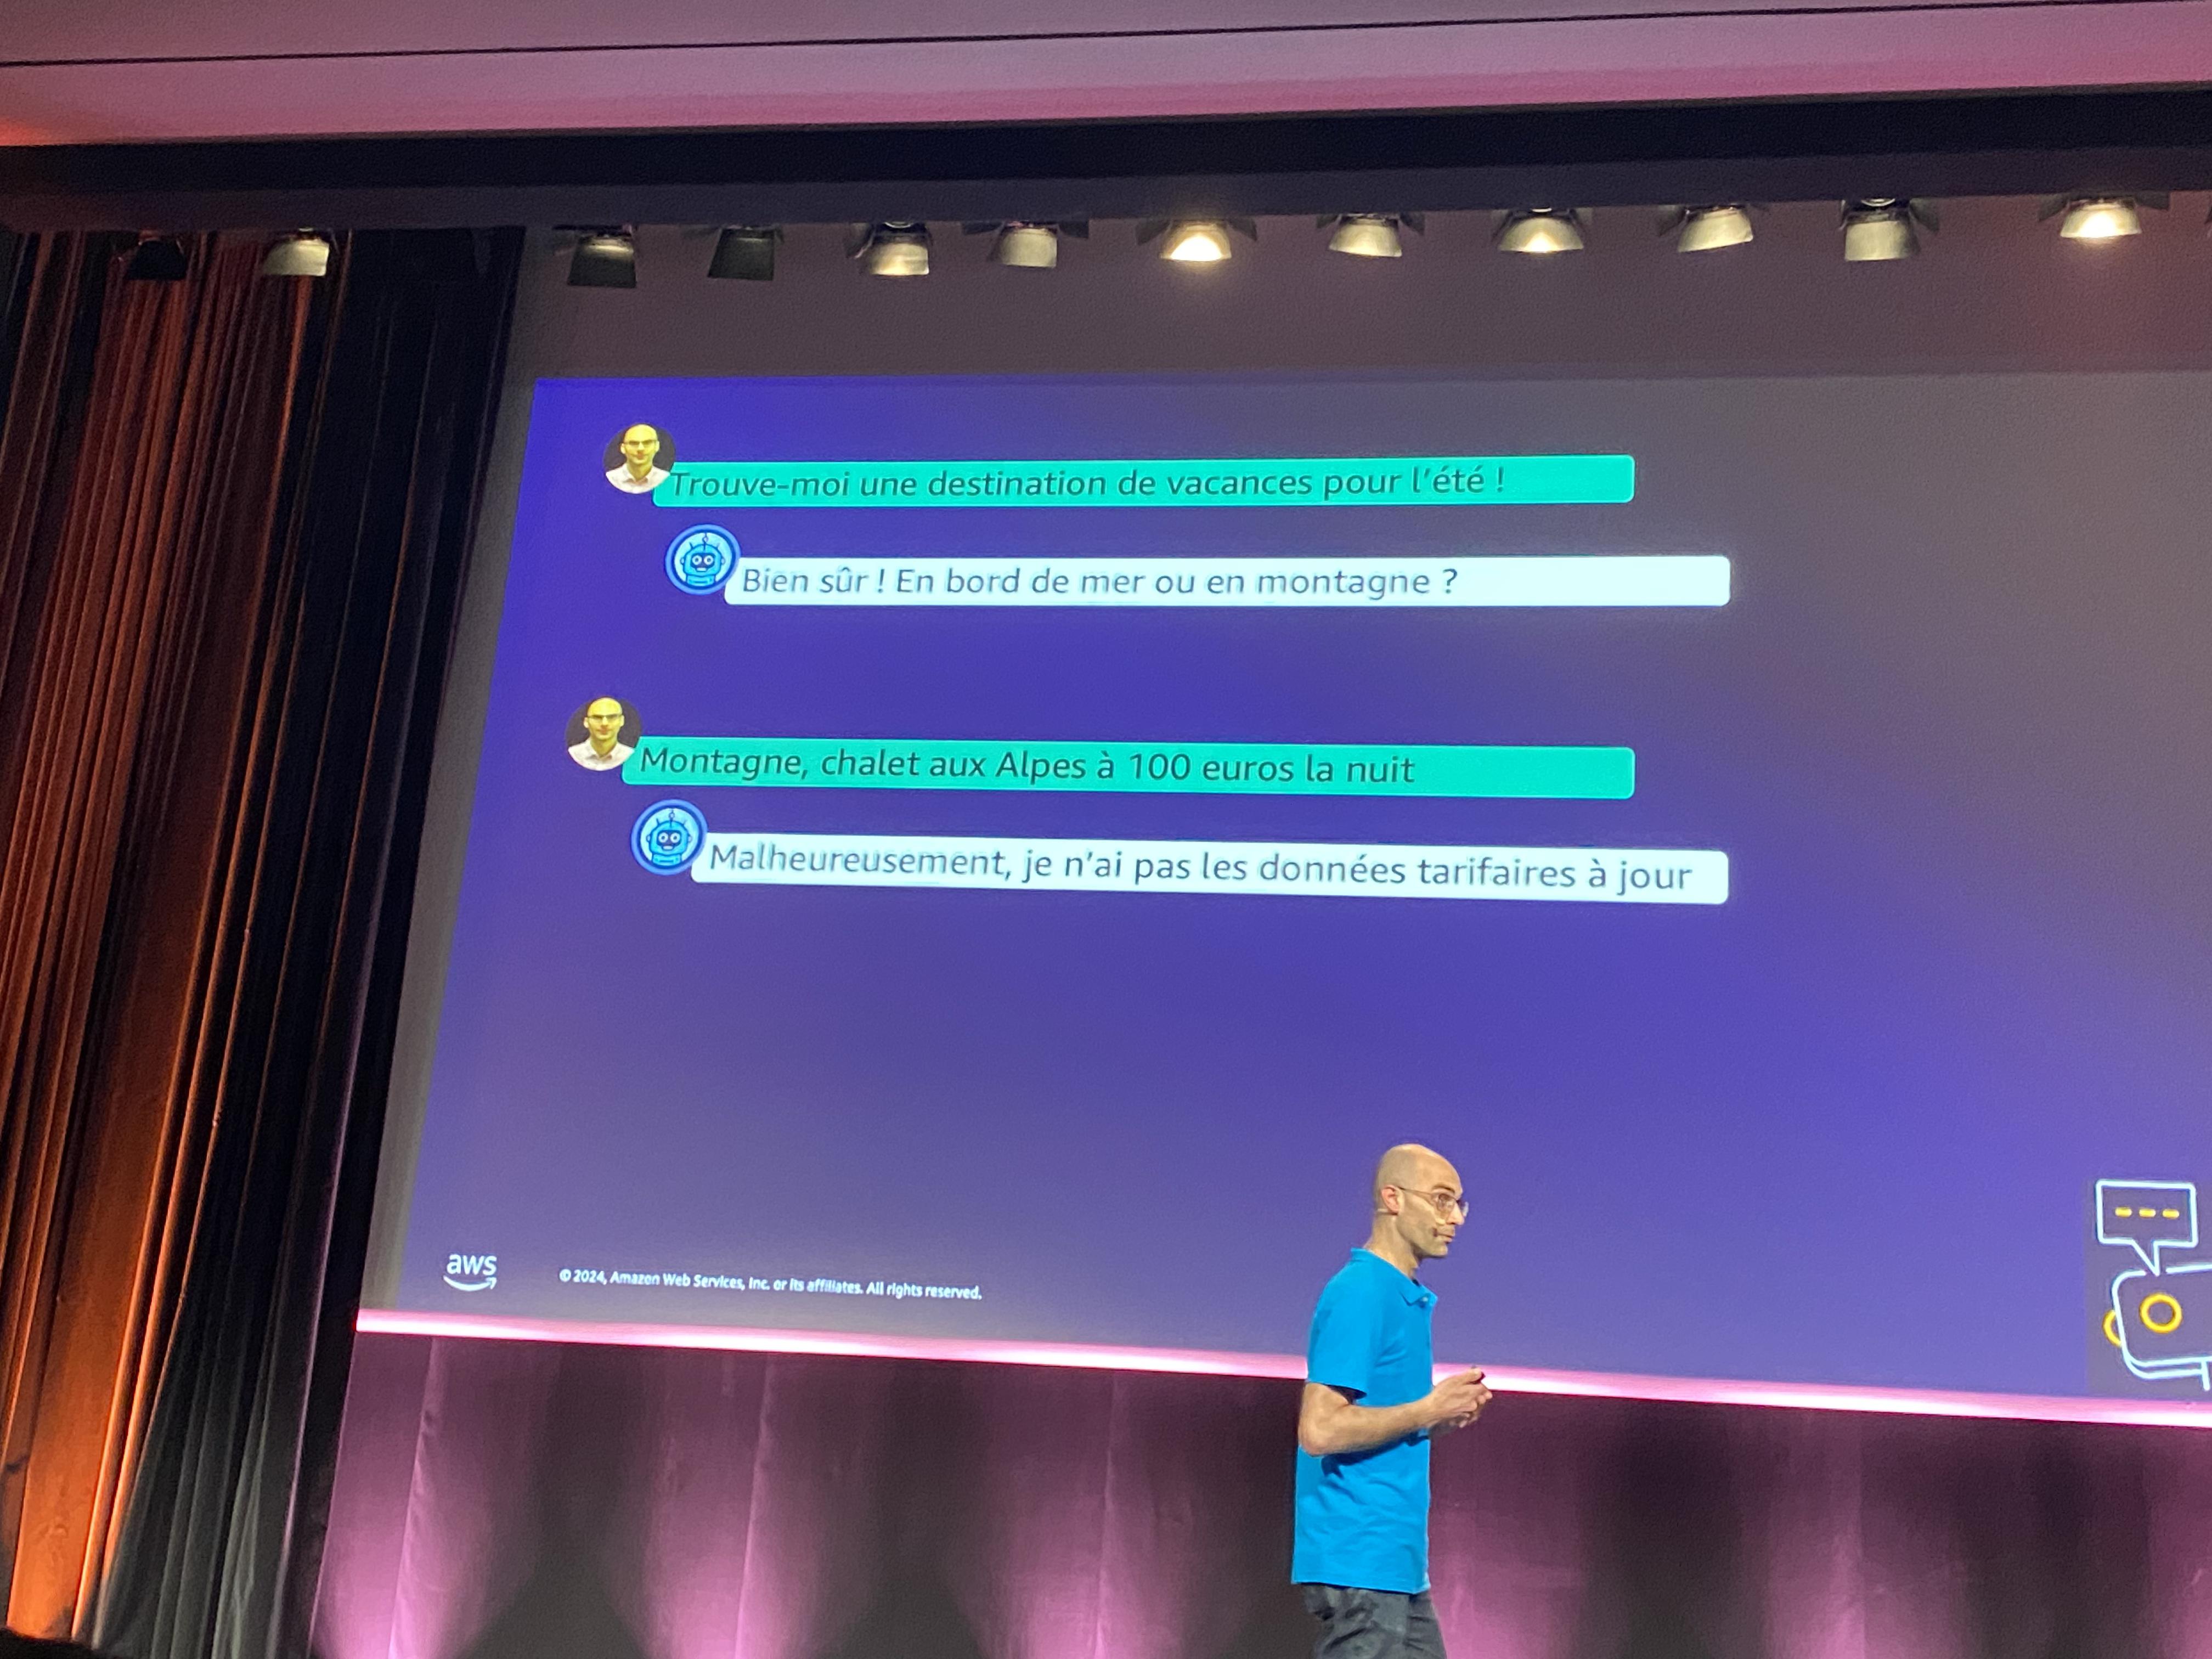 Trouve-moi une destination de vacances pour l'été !
Bien sûr ! En bord de mer ou en montagne ?
Montagne, chalet aux Alpes à 100 euros la nuit
Malheureusement, je n'ai pas les données tarifaires à jour
aws
© 2024, Amazon Web Services, Inc. or its affiliates. All rights reserved.